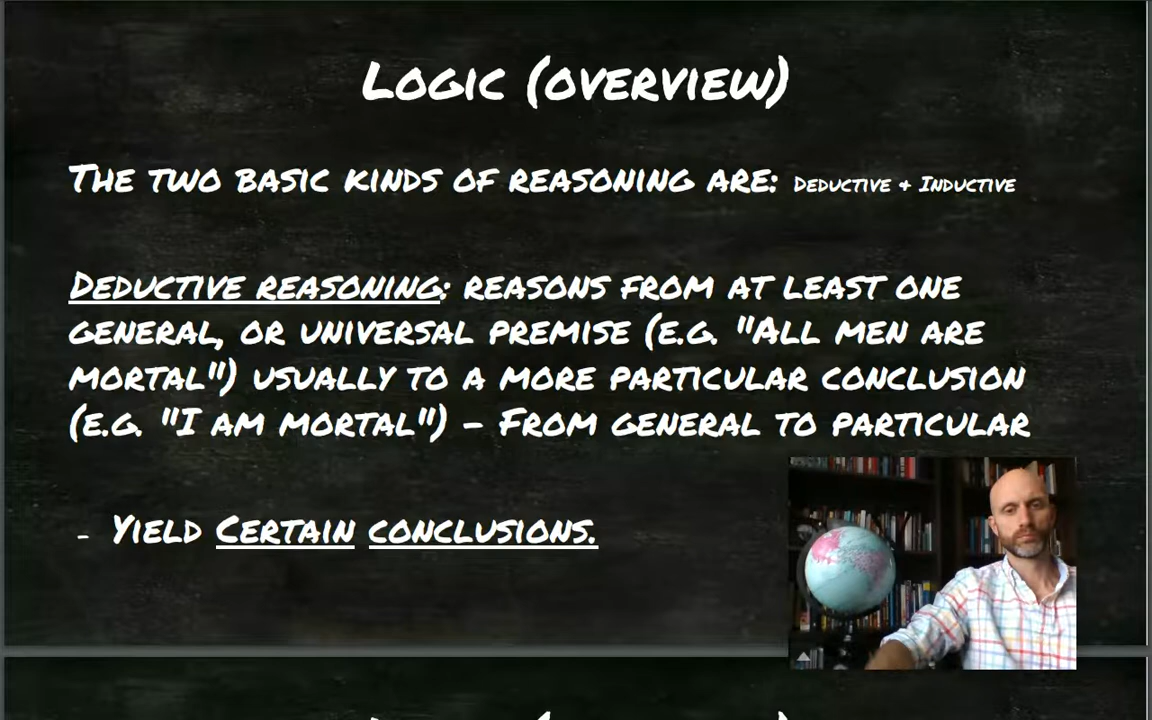 Logic (overview)
The two basic kinds of reasoning are: Deductive + Inductive
Deductive reasoning: reasons from at least one
general, or universal premise (e.g. "All men are
mortal") usually to a more particular conclusion
(e.g. "I am mortal") – From general to particular
- Yield Certain conclusions.